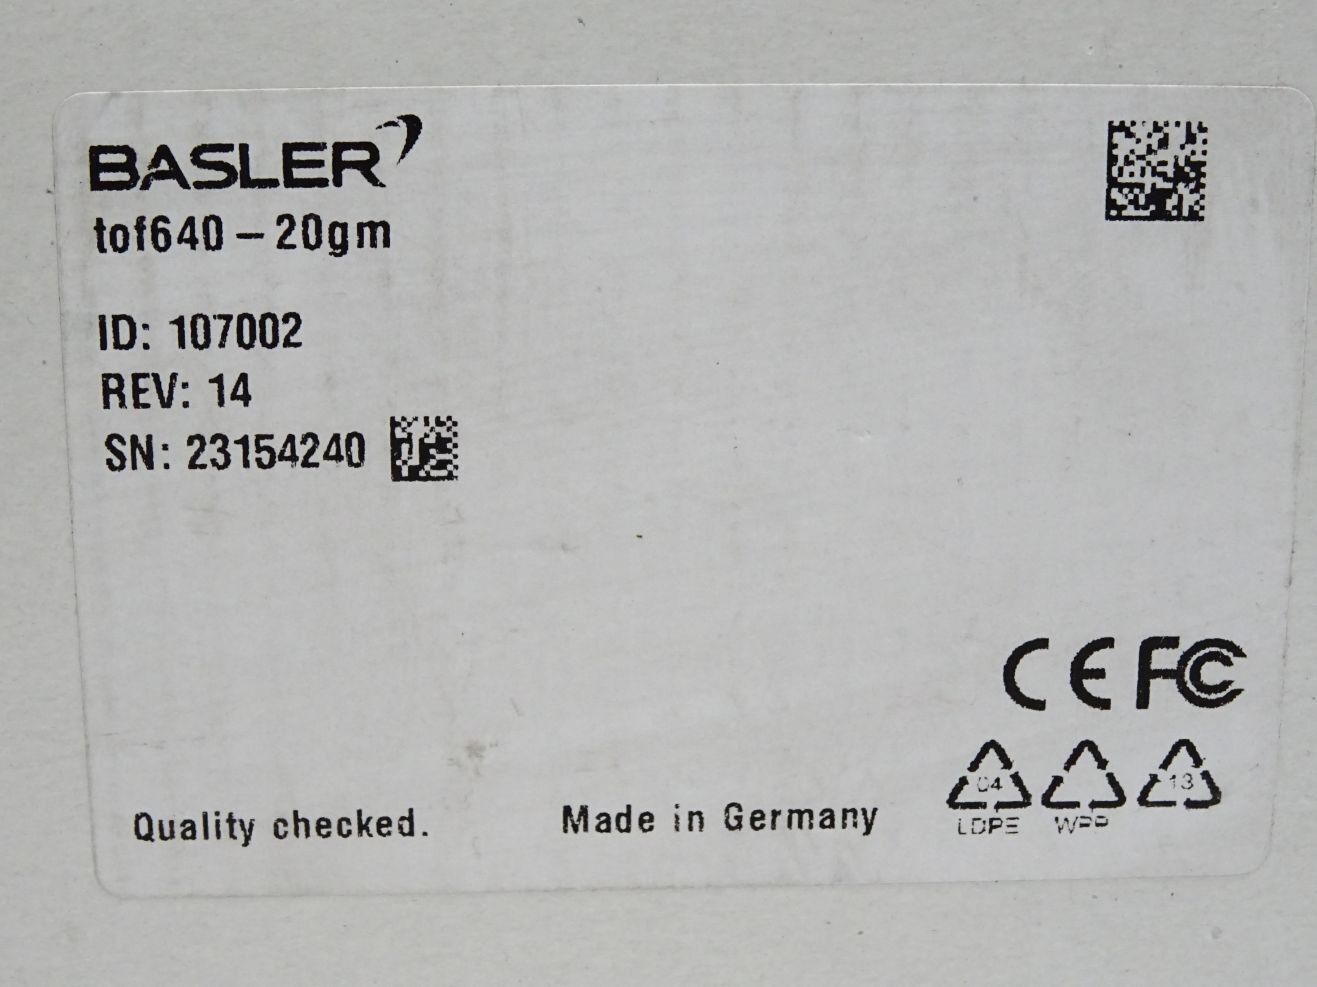 BASLER
tof640-20gm
ID: 107002
REV: 14
SN: 23154240
CE FC
04 13
LDPE WPP
Quality checked. Made in Germany